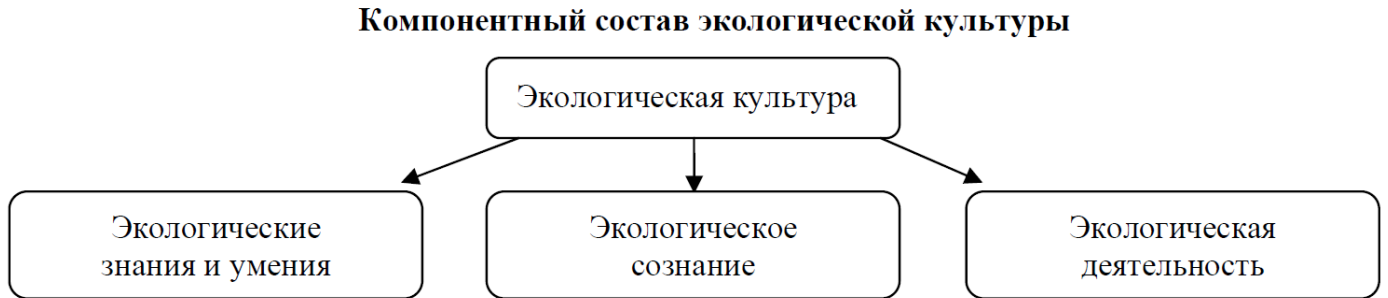 Компонентный состав экологической культуры
Экологическая культура
Экологические
знания и умения
Экологическое
сознание
Экологическая
деятельность